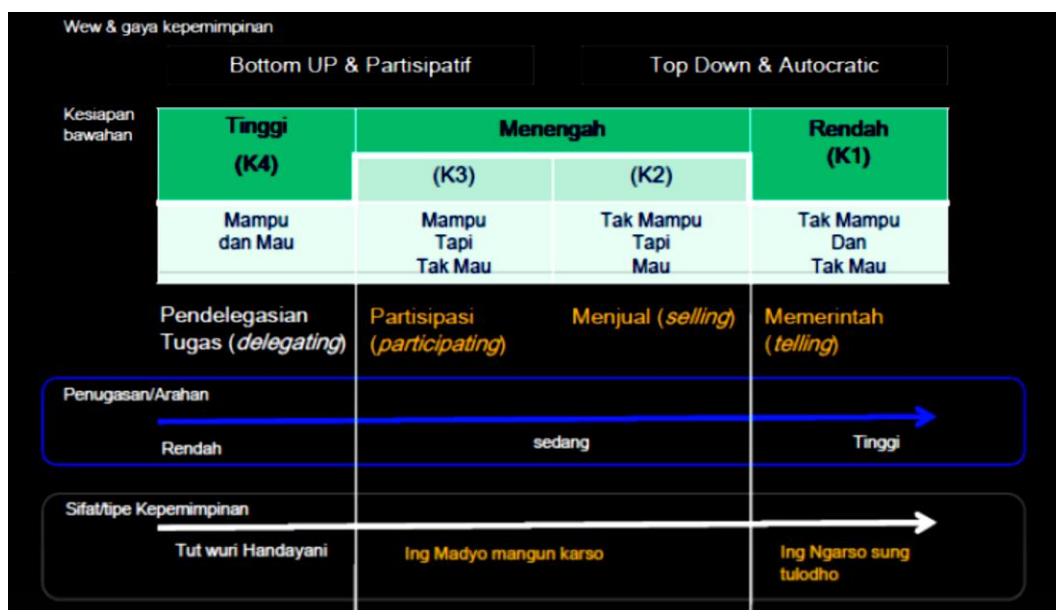 Wew & gaya kepemimpinan
Bottom UP & Partisipatif
Top Down & Autocratic
Kesiapan
bawahan
Tinggi
(K4)
Menengah
(K3)
(K2)
Rendah
(K1)
Mampu
dan Mau
Mampu
Tapi
Tak Mau
Tak Mampu
Tapi
Mau
Tak Mampu
Dan
Tak Mau
Pendelegasian
Tugas (delegating)
Partisipasi
(participating)
Menjual (selling)
Memerintah
(telling)
Penugasan/Arahan
Rendah
sedang
Tinggi
Sifat/tipe Kepemimpinan
Tut wuri Handayani
Ing Madyo mangun karso
Ing Ngarso sung
tulodho